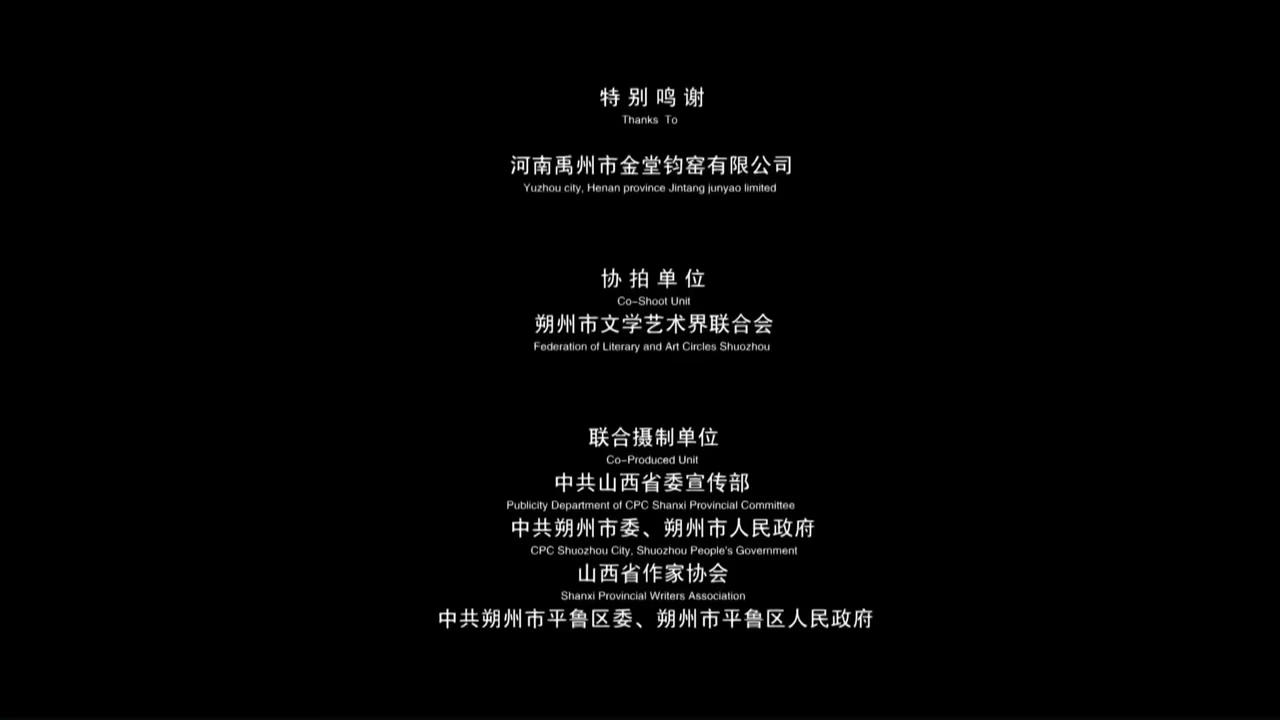 特别鸣谢
Thanks To
河南禹州市金堂钧窑有限公司
Yuzhou city, Henan province Jintang junyao limited
协拍单位
Co-Shoot Unit
朔州市文学艺术界联合会
Federation of Literary and Art Circles Shuozhou
联合摄制单位
Co-Produced Unit
中共山西省委宣传部
Publicity Department of CPC Shanxi Provincial Committee
中共朔州市委、朔州市人民政府
CPC Shuozhou City, Shuozhou People's Government
山西省作家协会
Shanxi Provincial Writers Association
中共朔州市平鲁区委、朔州市平鲁区人民政府